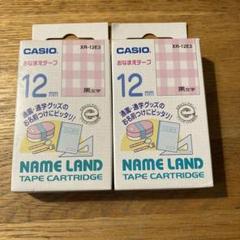 CASIO
XR-12E3
おなまえテープ
12mm
黒文字
通園・通学グッズの
お名前つけにピッタリ!
NAME LAND
TAPE CARTRIDGE
CASIO
XR-12E3
おなまえテープ
12mm
黒文字
通園・通学グッズの
お名前つけにピッタリ!
NAME LAND
TAPE CARTRIDGE